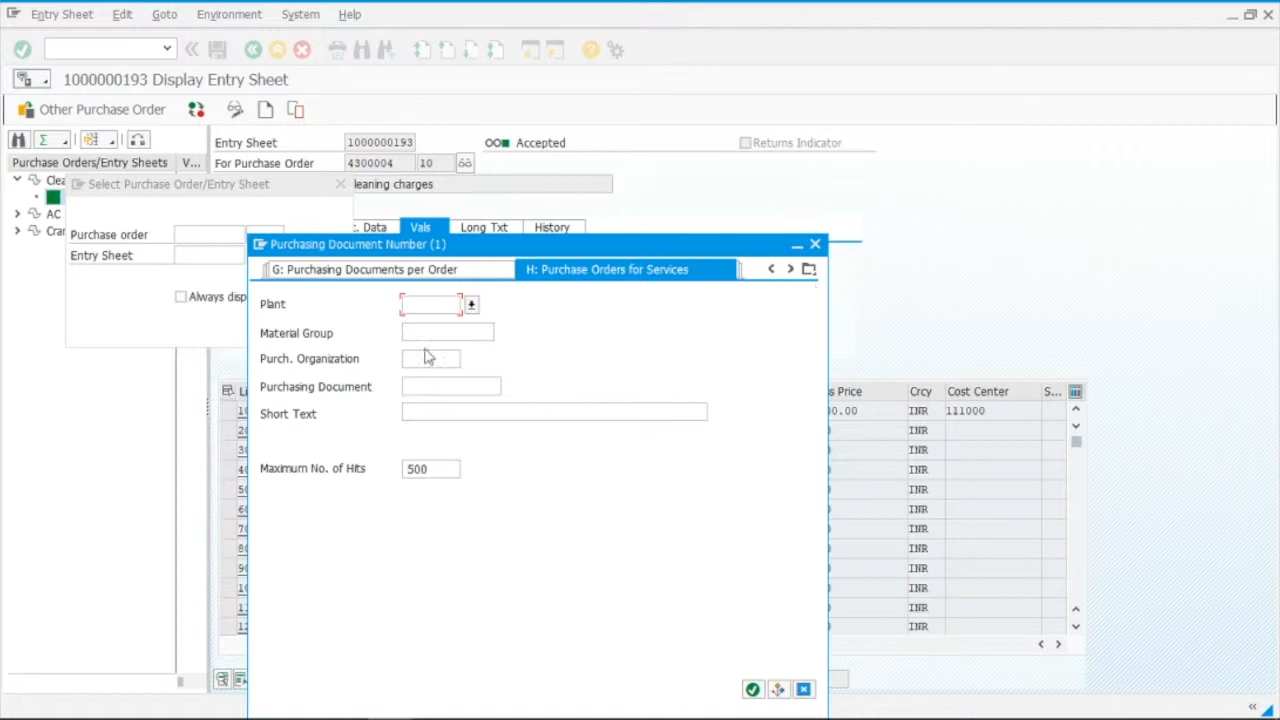 Entry Sheet Edit Goto Environment System Help
1000000193 Display Entry Sheet
Other Purchase Order
Entry Sheet 1000000193 Accepted Returns Indicator
Purchase Orders/Entry Sheets V... For Purchase Order 4300004 10
Select Purchase Order/Entry Sheet
leaning charges
AC
Purchase order
Entry Sheet
Data Vals Long Txt History
Purchasing Document Number (1)
G: Purchasing Documents per Order H: Purchase Orders for Services
Always disp
Plant
Material Group
Purch. Organization
Purchasing Document
Short Text
Maximum No. of Hits 500
s Price Crcy Cost Center S...
00.00 INR 111000
INR
INR
INR
INR
INR
INR
INR
INR
INR
INR
INR